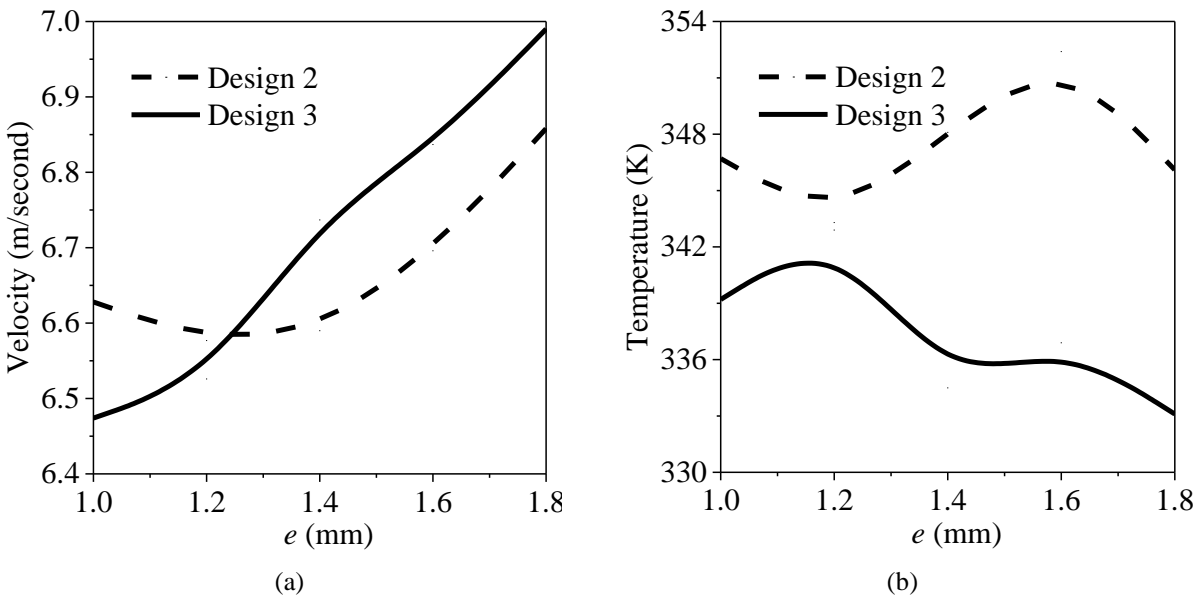 7.0
6.9
6.8
6.7
6.6
6.5
6.4
Velocity (m/second)
Design 2
Design 3
1.0 1.2 1.4 1.6 1.8
e (mm)
(a)
354
348
342
336
330
Temperature (K)
Design 2
Design 3
1.0 1.2 1.4 1.6 1.8
e (mm)
(b)